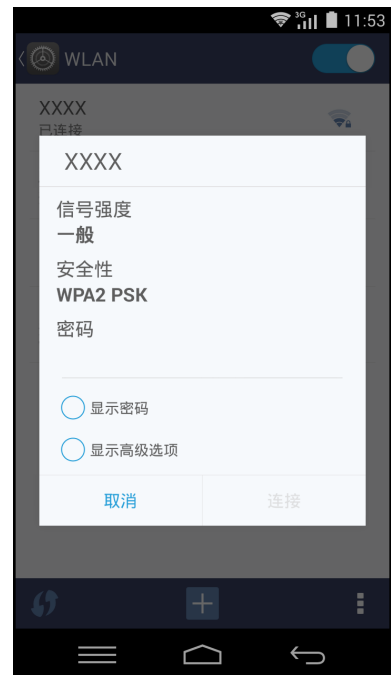 3G 11:53
WLAN
XXXX
已连接
XXXX
信号强度
一般
安全性
WPA2 PSK
密码
显示密码
显示高级选项
取消 连接